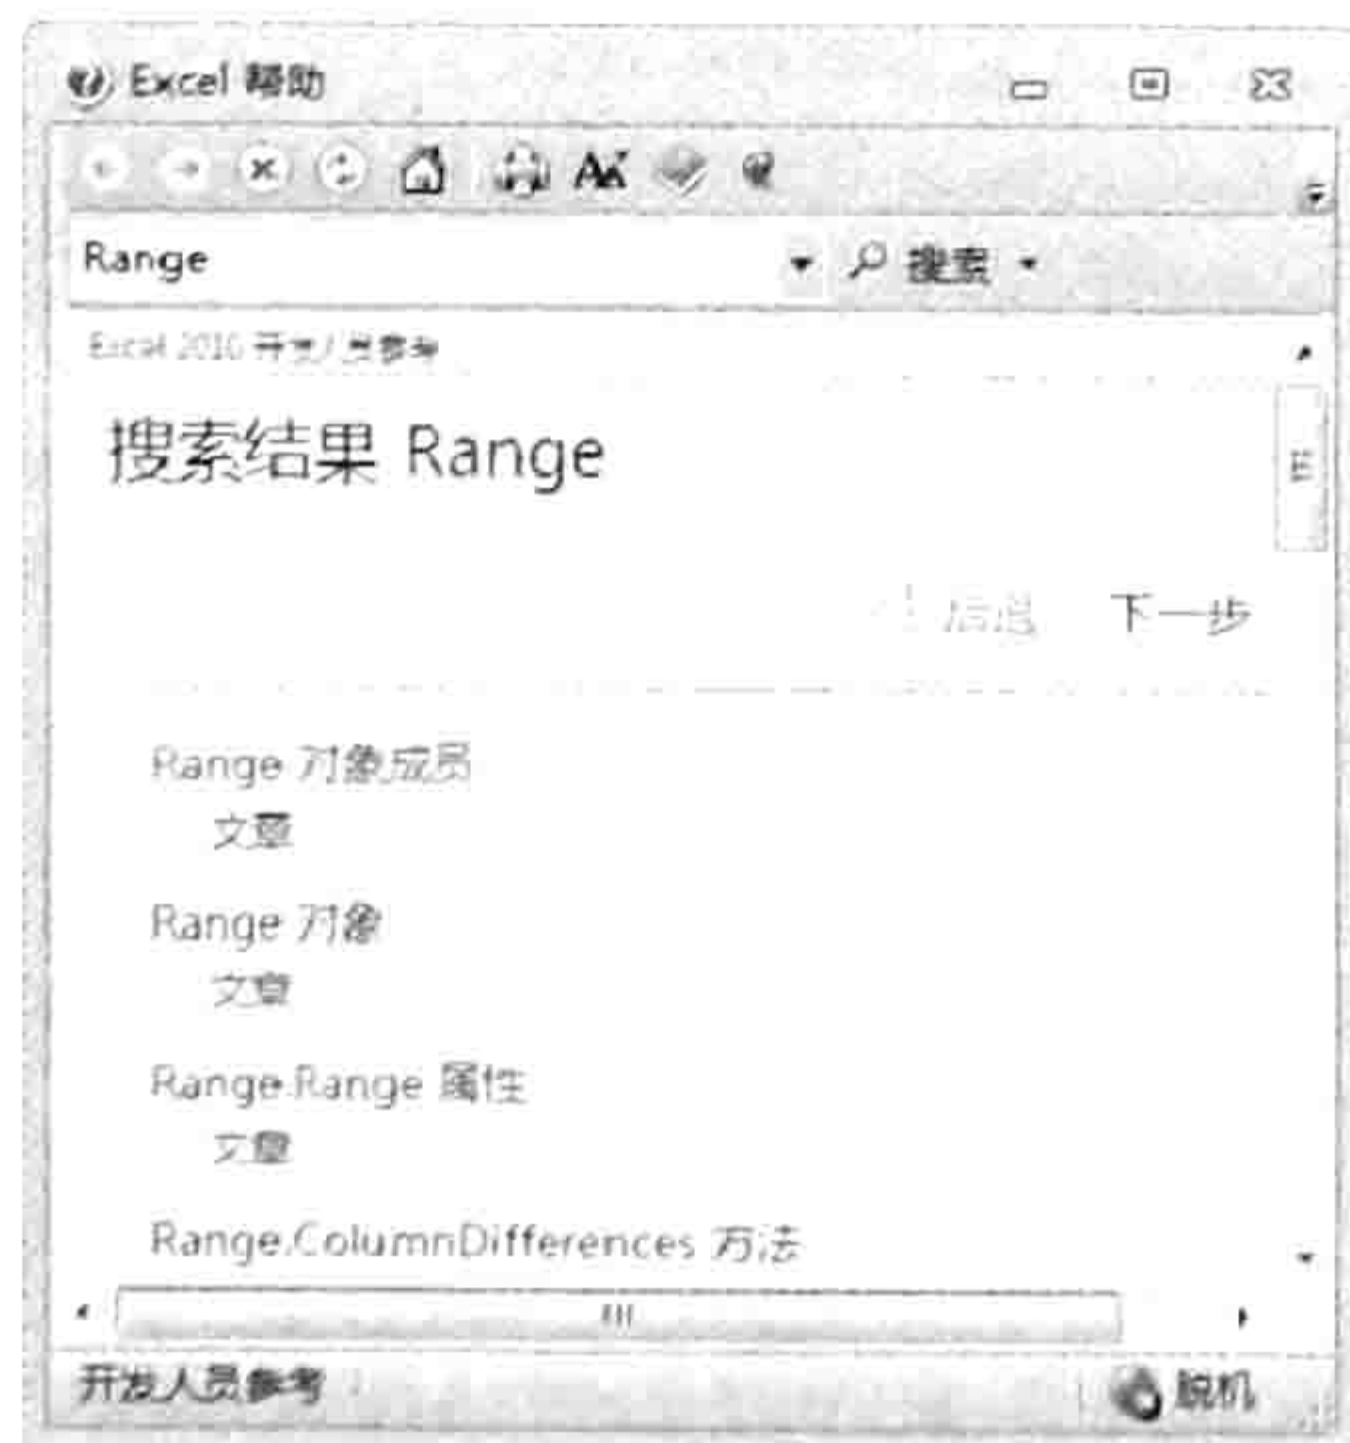 Excel 帮助
Range
搜索
Excel 2010 开发人员参考
搜索结果 Range
后退 下一步
Range 对象成员
文章
Range 对象
文章
Range.Range 属性
文章
Range.ColumnDifferences 方法
开发人员参考
脱机